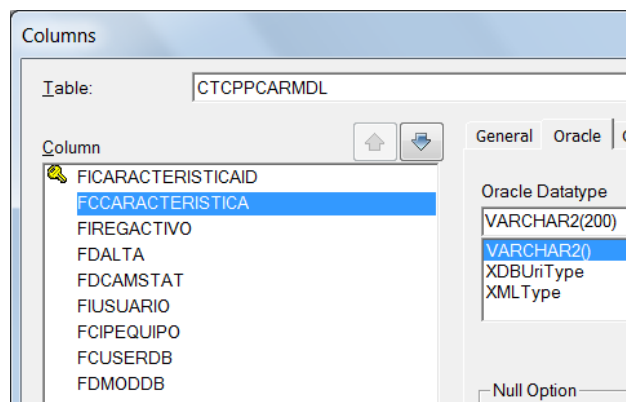 Columns
Table:
CTCPPCARMDL
Column
FICARACTERISTICAID
FCCARACTERISTICA
FIREGACTIVO
FDALTA
FDCAMSTAT
FIUSUARIO
FCIPEQUIPO
FCUSERDB
FDMODDB
General Oracle
Oracle Datatype
VARCHAR2(200)
VARCHAR2()
XDBUriType
XMLType
Null Option